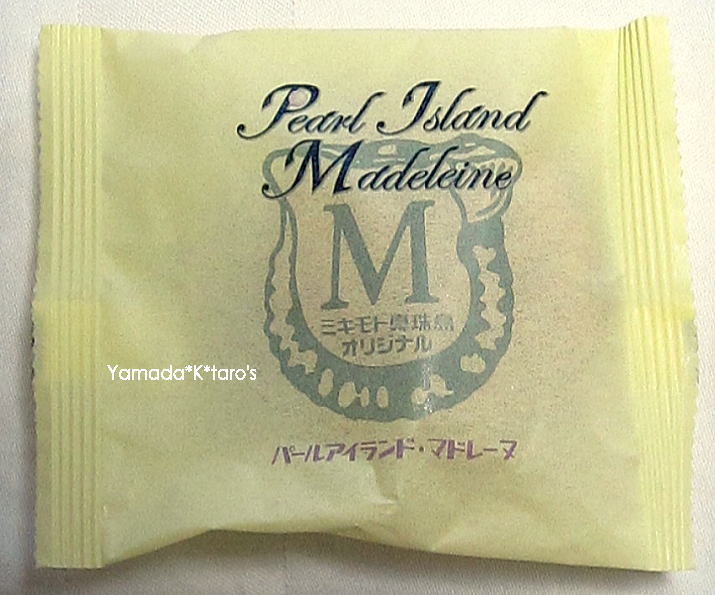 Pearl Island
Madeleine
M
ミキモト真珠島
オリジナル
Yamada*K*taro's
パールアイランド・マドレーヌ